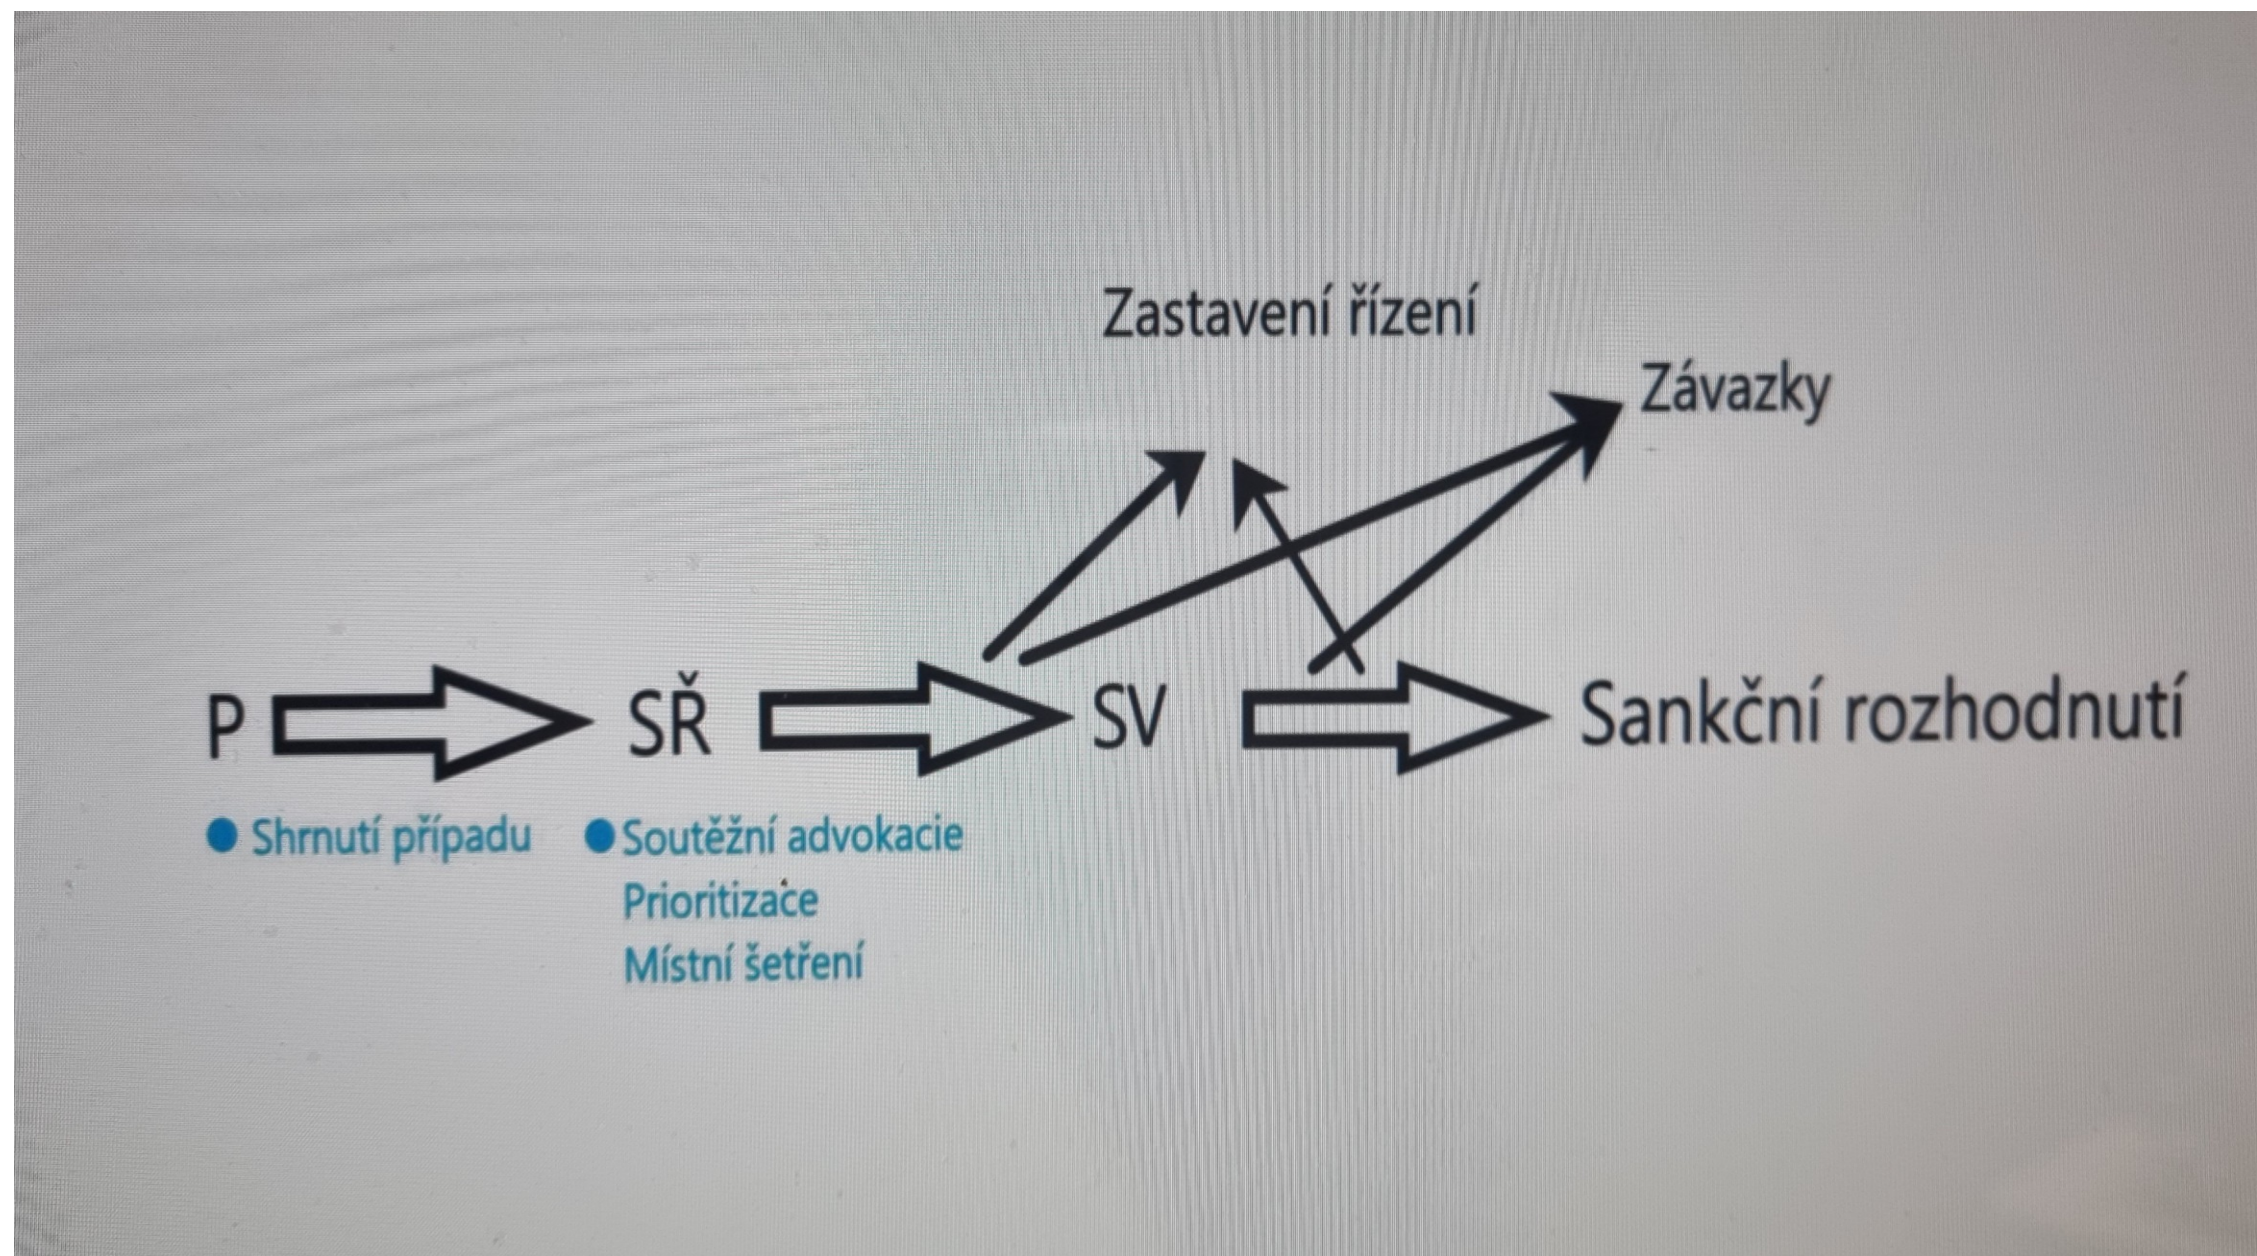 Zastavení řízení
Závazky
P
SŘ
SV
Sankční rozhodnutí
Shrnutí případu
Soutěžní advokacie
Prioritizace
Místní šetření